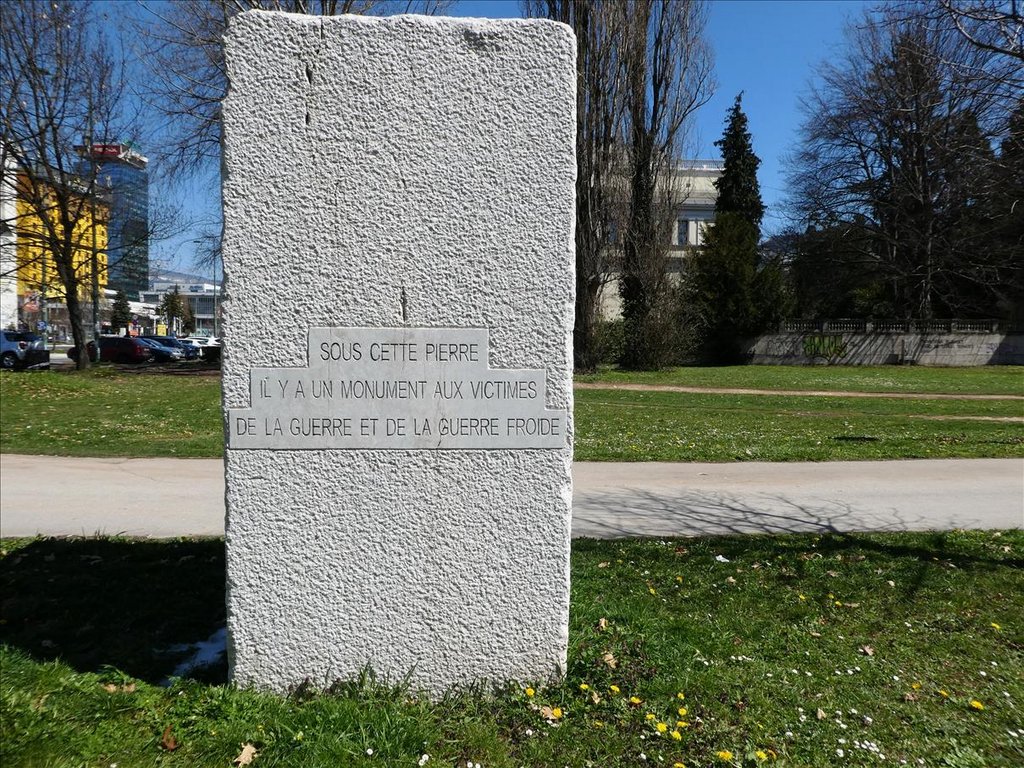 SOUS CETTE PIERRE
IL Y A UN MONUMENT AUX VICTIMES
DE LA GUERRE ET DE LA GUERRE FROIDE